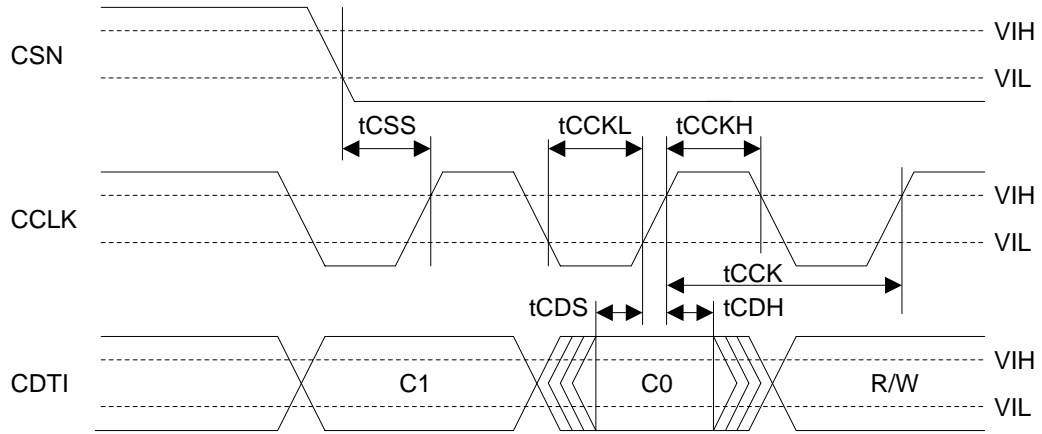 CSN
VIH
VIL
tCSS
tCCKL
tCCKH
CCLK
VIH
VIL
tCCK
tCDS
tCDH
CDTI
C1
C0
R/W
VIH
VIL